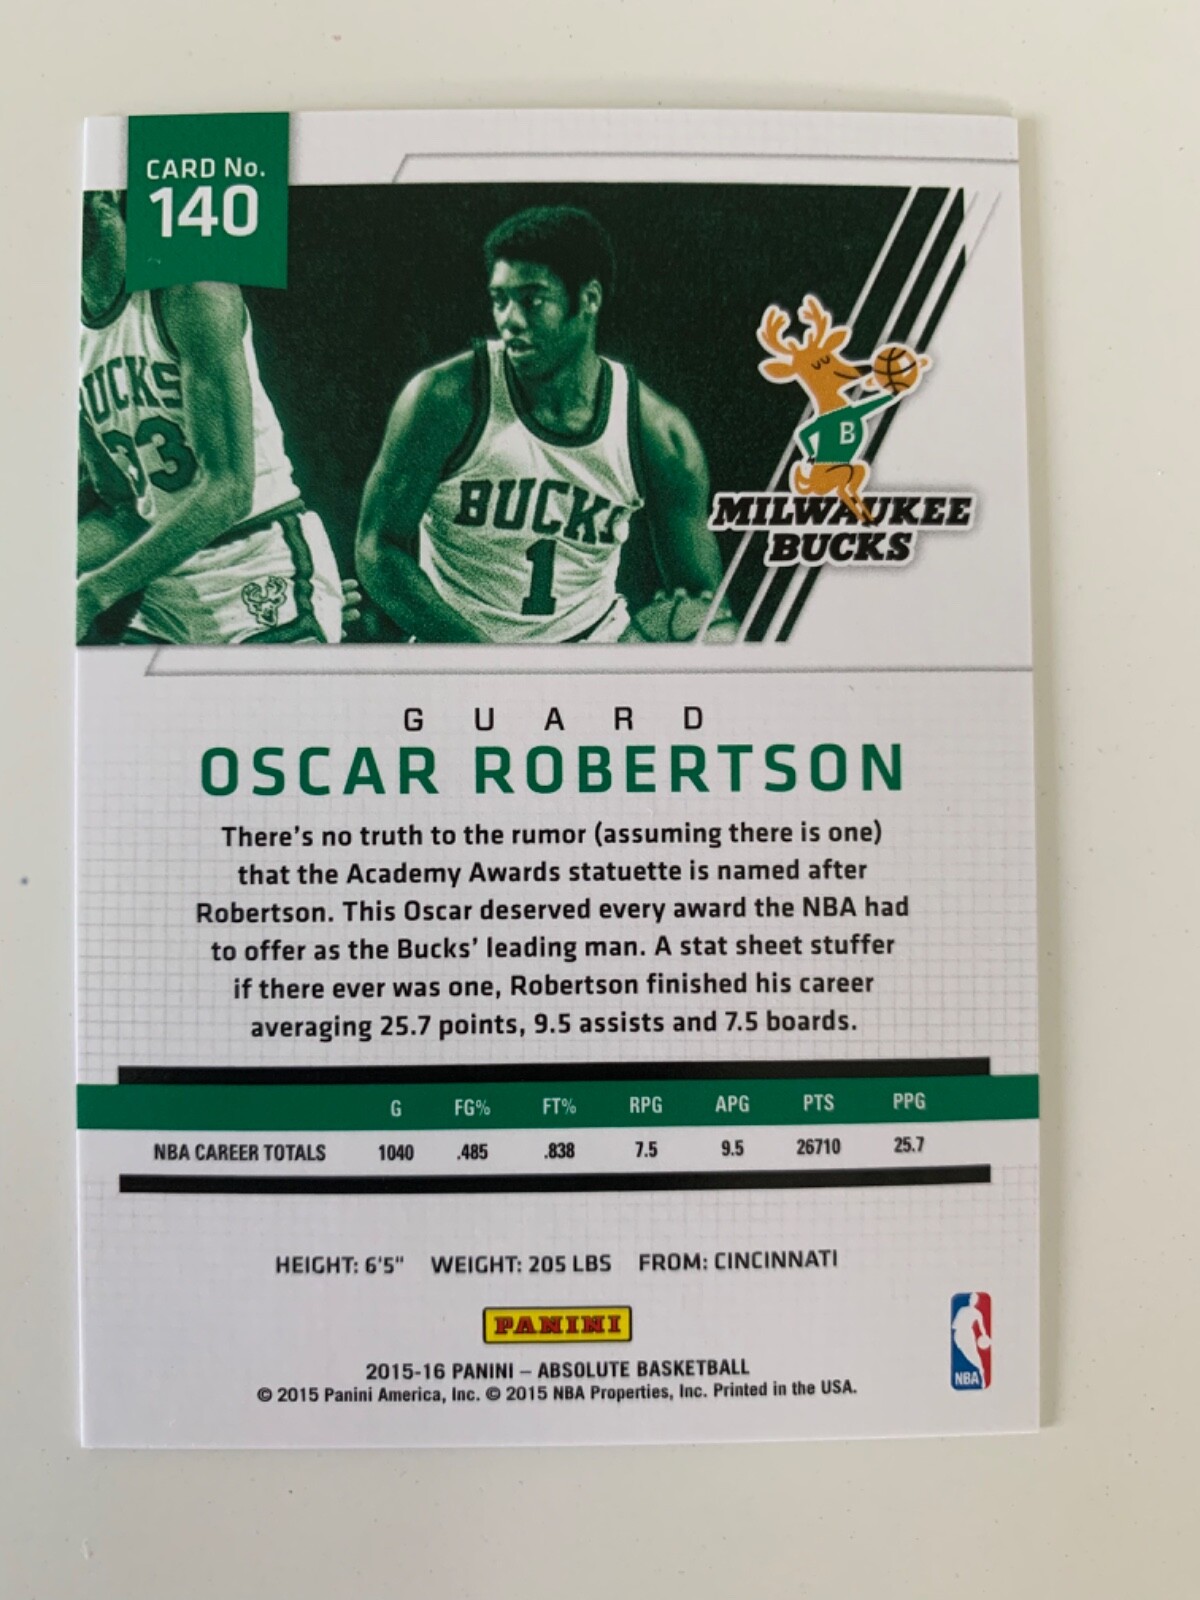 CARD No.
140
UCKS
33
BUCKS
1
B
MILWAUKEE
BUCKS
GUARD
OSCAR ROBERTSON
There's no truth to the rumor (assuming there is one)
that the Academy Awards statuette is named after
Robertson. This Oscar deserved every award the NBA had
to offer as the Bucks' leading man. A stat sheet stuffer
if there ever was one, Robertson finished his career
averaging 25.7 points, 9.5 assists and 7.5 boards.
G FG% FT% RPG APG PTS PPG
NBA CAREER TOTALS 1040 .485 .838 7.5 9.5 26710 25.7
HEIGHT: 6'5" WEIGHT: 205 LBS FROM: CINCINNATI
PANINI
NBA
2015-16 PANINI – ABSOLUTE BASKETBALL
© 2015 Panini America, Inc. © 2015 NBA Properties, Inc. Printed in the USA.